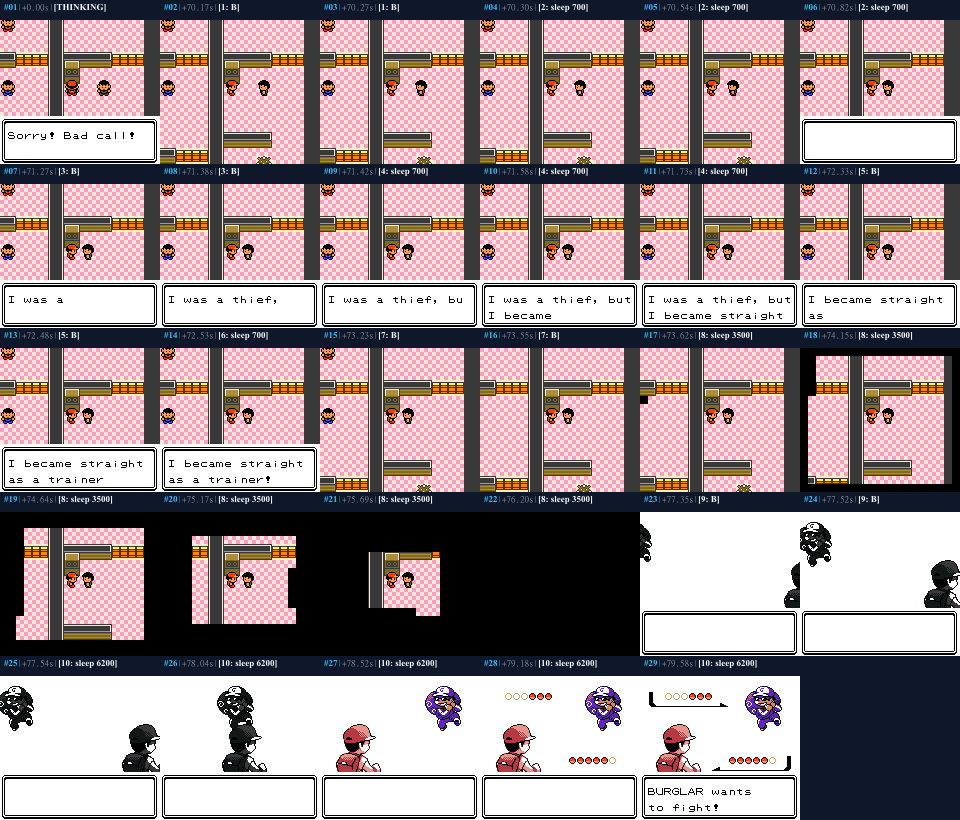 #01|+0.00s|[THINKING]
#02|+70.17s|[1: B]
#03|+70.27s|[1: B]
#04|+70.30s|[2: sleep 700]
#05|+70.54s|[2: sleep 700]
#06|+70.82s|[2: sleep 700]
Sorry! Bad call!
#07|+71.27s|[3: B]
#08|+71.38s|[3: B]
#09|+71.42s|[4: sleep 700]
#10|+71.58s|[4: sleep 700]
#11|+71.73s|[4: sleep 700]
#12|+72.33s|[5: B]
I was a
I was a thief,
I was a thief, bu
I was a thief, but
I became
I was a thief, but
I became straight
I became straight
as
#13|+72.48s|[5: B]
#14|+72.53s|[6: sleep 700]
#15|+73.23s|[7: B]
#16|+73.55s|[7: B]
#17|+73.62s|[8: sleep 3500]
#18|+74.15s|[8: sleep 3500]
I became straight
as a trainer
I became straight
as a trainer!
#19|+74.64s|[8: sleep 3500]
#20|+75.17s|[8: sleep 3500]
#21|+75.69s|[8: sleep 3500]
#22|+76.20s|[8: sleep 3500]
#23|+77.35s|[9: B]
#24|+77.52s|[9: B]
#25|+77.54s|[10: sleep 6200]
#26|+78.04s|[10: sleep 6200]
#27|+78.52s|[10: sleep 6200]
#28|+79.18s|[10: sleep 6200]
#29|+79.58s|[10: sleep 6200]
BURGLAR wants
to fight!